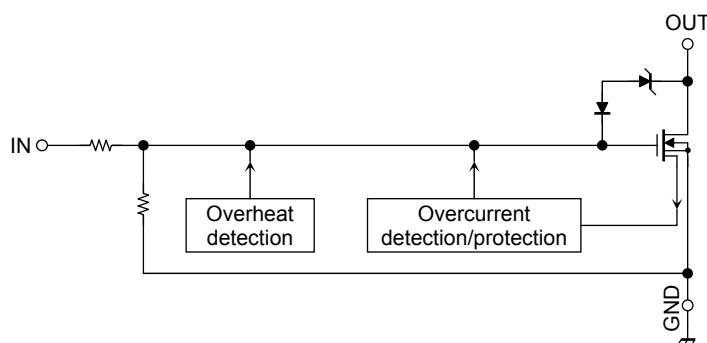 OUT
IN
Overheat
detection
Overcurrent
detection/protection
GND